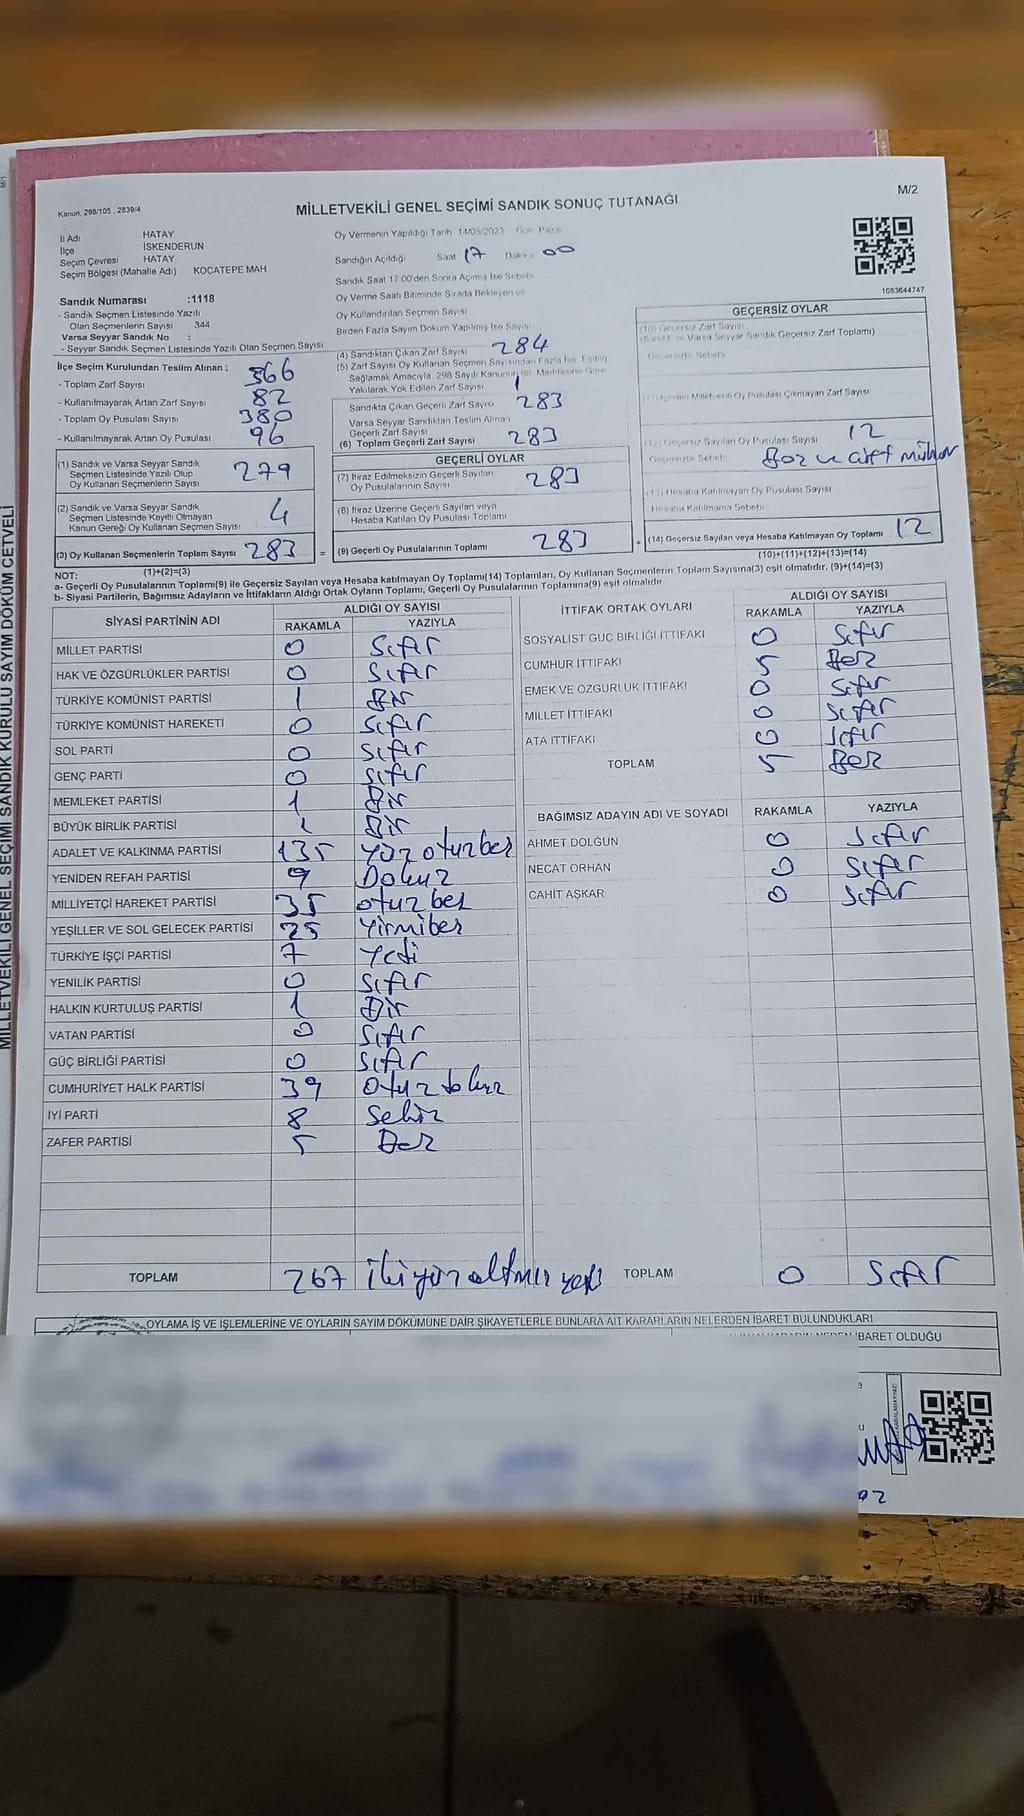 M/2
Kanun, 298/105 , 2839/4
MİLLETVEKİLİ GENEL SEÇİMİ SANDIK SONUÇ TUTANAĞI
İl Adı HATAY
İlçe İSKENDERUN
Seçim Çevresi HATAY
Seçim Bölgesi (Mahalle Adı) KOCATEPE MAH
Sandık Numarası :1118
- Sandık Seçmen Listesinde Yazılı
Olan Seçmenlerin Sayısı 344
Varsa Seyyar Sandık No :
- Seyyar Sandık Seçmen Listesinde Yazılı Olan Seçmen Sayısı
Oy Vermenin Yapıldığı Tarih 14/05/2023 Gün Pazar
Sandığın Açıldığı Saat 17 Dakika 00
Sandık Saat 17.00'den Sonra Açılmış İse Sebebi
Oy Verme Saati Bitiminde Sırada Bekleyen ve
Oy Kullandırılan Seçmen Sayısı
Birden Fazla Sayım Döküm Yapılmış İse Sayısı
1083644747
İlçe Seçim Kurulundan Teslim Alınan :
- Toplam Zarf Sayısı 366
- Kullanılmayarak Artan Zarf Sayısı 82
- Toplam Oy Pusulası Sayısı 380
- Kullanılmayarak Artan Oy Pusulası 96
(4) Sandıktan Çıkan Zarf Sayısı 284
(5) Zarf Sayısı Oy Kullanan Seçmen Sayısından Fazla İse, Eşitliği
Sağlamak Amacıyla 298 Sayılı Kanunun 98. Maddesine Göre
Yakılarak Yok Edilen Zarf Sayısı 1
Sandıkta Çıkan Geçerli Zarf Sayısı 283
Varsa Seyyar Sandıktan Teslim Alınan
Geçerli Zarf Sayısı
(6) Toplam Geçerli Zarf Sayısı 283
GEÇERSİZ OYLAR
(10) Geçersiz Zarf Sayısı
(Sandık ve Varsa Seyyar Sandık Geçersiz Zarf Toplamı)
Geçersizlik Sebebi
(11) İçinden Milletvekili Oy Pusulası Çıkmayan Zarf Sayısı
(12) Geçersiz Sayılan Oy Pusulası Sayısı 12
Geçersizlik Sebebi
(13) Hesaba Katılmayan Oy Pusulası Sayısı
Hesaba Katılmama Sebebi
(14) Geçersiz Sayılan veya Hesaba Katılmayan Oy Toplamı 12
(10)+(11)+(12)+(13)=(14)
(1) Sandık ve Varsa Seyyar Sandık
Seçmen Listesinde Yazılı Olup
Oy Kullanan Seçmenlerin Sayısı 279
(2) Sandık ve Varsa Seyyar Sandık
Seçmen Listesinde Kayıtlı Olmayan
Kanun Gereği Oy Kullanan Seçmen Sayısı 4
(3) Oy Kullanan Seçmenlerin Toplam Sayısı 283 =
(1)+(2)=(3)
GEÇERLİ OYLAR
(7) İtiraz Edilmeksizin Geçerli Sayılan
Oy Pusulalarının Sayısı 283
(8) İtiraz Üzerine Geçerli Sayılan veya
Hesaba Katılan Oy Pusulası Toplamı
(9) Geçerli Oy Pusulalarının Toplamı 283 +
NOT:
a- Geçerli Oy Pusulalarının Toplamı(9) ile Geçersiz Sayılan veya Hesaba katılmayan Oy Toplamı(14) Toplamları, Oy Kullanan Seçmenlerin Toplam Sayısına(3) eşit olmalıdır. (9)+(14)=(3)
b- Siyasi Partilerin, Bağımsız Adayların ve İttifakların Aldığı Ortak Oyların Toplamı, Geçerli Oy Pusulalarının Toplamına(9) eşit olmalıdır
SİYASİ PARTİNİN ADI ALDIĞI OY SAYISI
RAKAMLA YAZIYLA
MİLLET PARTİSİ 0 Sıfır
HAK VE ÖZGÜRLÜKLER PARTİSİ 0 Sıfır
TÜRKİYE KOMÜNİST PARTİSİ 1 Bir
TÜRKİYE KOMÜNİST HAREKETİ 0 Sıfır
SOL PARTİ 0 Sıfır
GENÇ PARTİ 0 Sıfır
MEMLEKET PARTİSİ 1 Bir
BÜYÜK BİRLİK PARTİSİ 1 Bir
ADALET VE KALKINMA PARTİSİ 135 Yüzotuzbeş
YENİDEN REFAH PARTİSİ 9 Dokuz
MİLLİYETÇİ HAREKET PARTİSİ 35 otuzbeş
YEŞİLLER VE SOL GELECEK PARTİSİ 25 Yirmibeş
TÜRKİYE İŞÇİ PARTİSİ 7 Yedi
YENİLİK PARTİSİ 0 Sıfır
HALKIN KURTULUŞ PARTİSİ 1 Bir
VATAN PARTİSİ 0 Sıfır
GÜÇ BİRLİĞİ PARTİSİ 0 Sıfır
CUMHURİYET HALK PARTİSİ 39 Otuzdokuz
İYİ PARTİ 8 Sekiz
ZAFER PARTİSİ 5 Beş
TOPLAM 267 ikiyüzaltmışyedi
İTTİFAK ORTAK OYLARI ALDIĞI OY SAYISI
RAKAMLA YAZIYLA
SOSYALİST GÜÇ BİRLİĞİ İTTİFAKI 0 Sıfır
CUMHUR İTTİFAKI 5 Beş
EMEK VE ÖZGÜRLÜK İTTİFAKI 0 Sıfır
MİLLET İTTİFAKI 0 Sıfır
ATA İTTİFAKI 0 Sıfır
TOPLAM 5 Beş
BAĞIMSIZ ADAYIN ADI VE SOYADI RAKAMLA YAZIYLA
AHMET DOLĞUN 0 Sıfır
NECAT ORHAN 0 Sıfır
CAHİT AŞKAR 0 Sıfır
TOPLAM 0 Sıfır
OYLAMA İŞ VE İŞLEMLERİNE VE OYLARIN SAYIM DÖKÜMÜNE DAİR ŞİKAYETLERLE BUNLARA AİT KARARLARIN NELERDEN İBARET BULUNDUKLARI
İBARET OLDUĞU
MİLLETVEKİLİ GENEL SEÇİMİ SANDIK KURULU SAYIM DÖKÜM CETVELİ